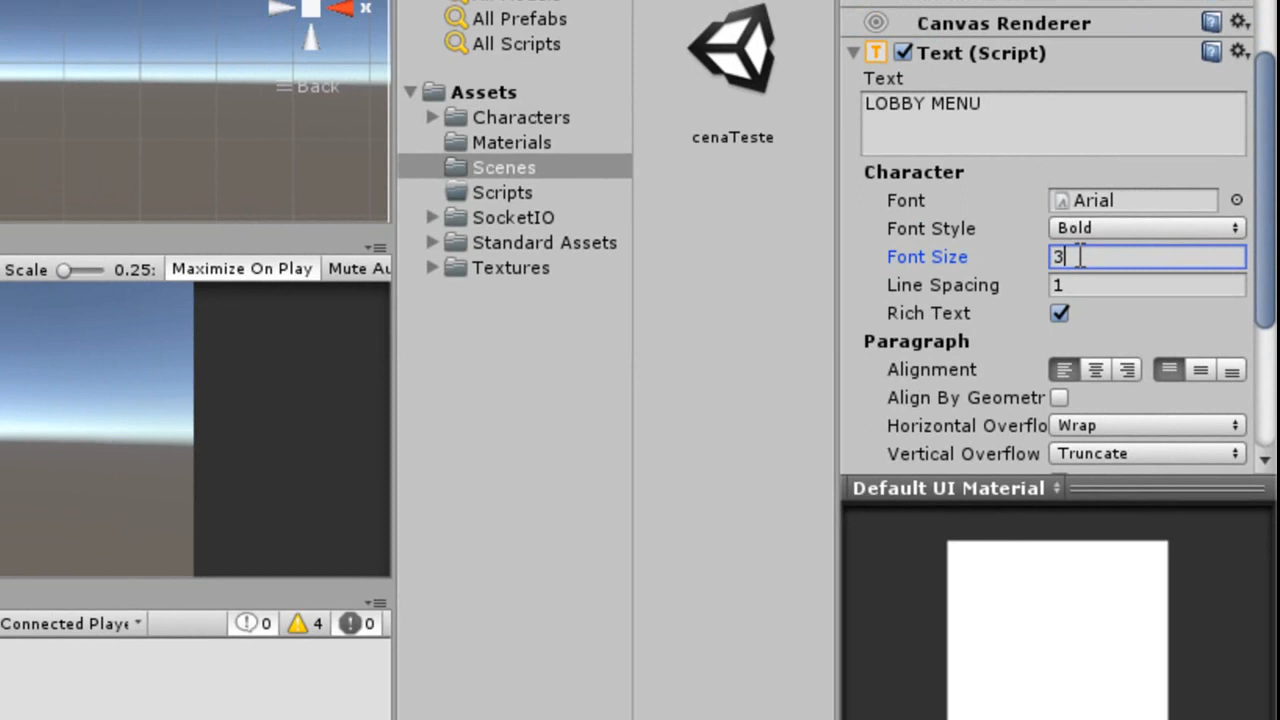 x
Back
Scale 0.25: Maximize On Play Mute Au
Connected Playe 0 4 0
All Prefabs
All Scripts
Assets
Characters
Materials
Scenes
Scripts
SocketIO
Standard Assets
Textures
cenaTeste
Canvas Renderer
T Text (Script)
Text
LOBBY MENU
Character
Font Arial
Font Style Bold
Font Size 3
Line Spacing 1
Rich Text
Paragraph
Alignment
Align By Geometr
Horizontal Overflo Wrap
Vertical Overflow Truncate
Default UI Material